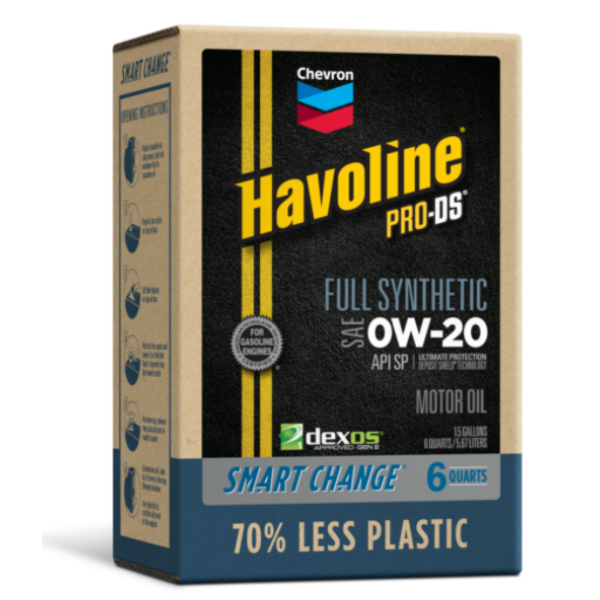 SMART CHANGE
OPENING INSTRUCTIONS
Chevron
Havoline®
PRO-DS®
FULL SYNTHETIC
SAE 0W-20
API SP
ULTIMATE PROTECTION
DEPOSIT SHIELD® TECHNOLOGY
FOR
GASOLINE
ENGINES
MOTOR OIL
1.5 GALLONS
6 QUARTS/5.67 LITERS
dexos®
APPROVED-GEN 2
SMART CHANGE®
6 QUARTS
70% LESS PLASTIC